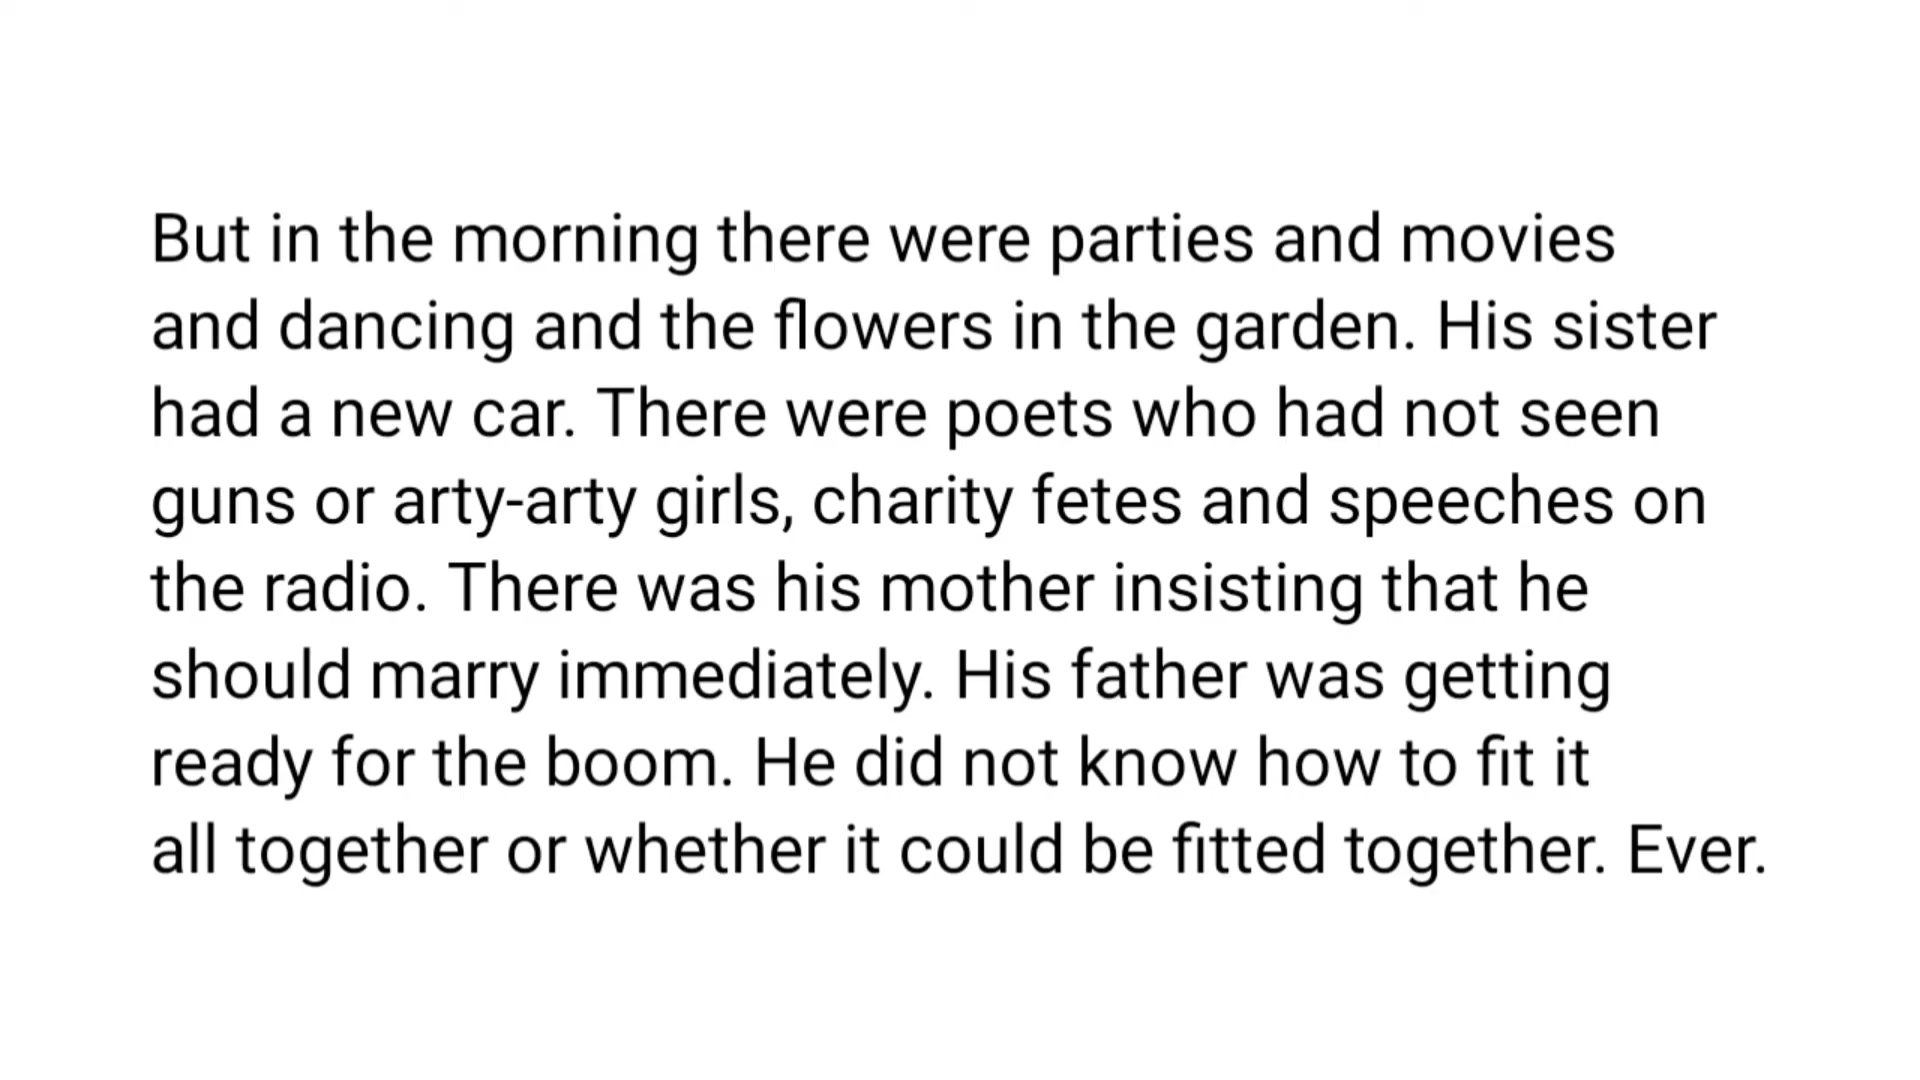 But in the morning there were parties and movies
and dancing and the flowers in the garden. His sister
had a new car. There were poets who had not seen
guns or arty-arty girls, charity fetes and speeches on
the radio. There was his mother insisting that he
should marry immediately. His father was getting
ready for the boom. He did not know how to fit it
all together or whether it could be fitted together. Ever.